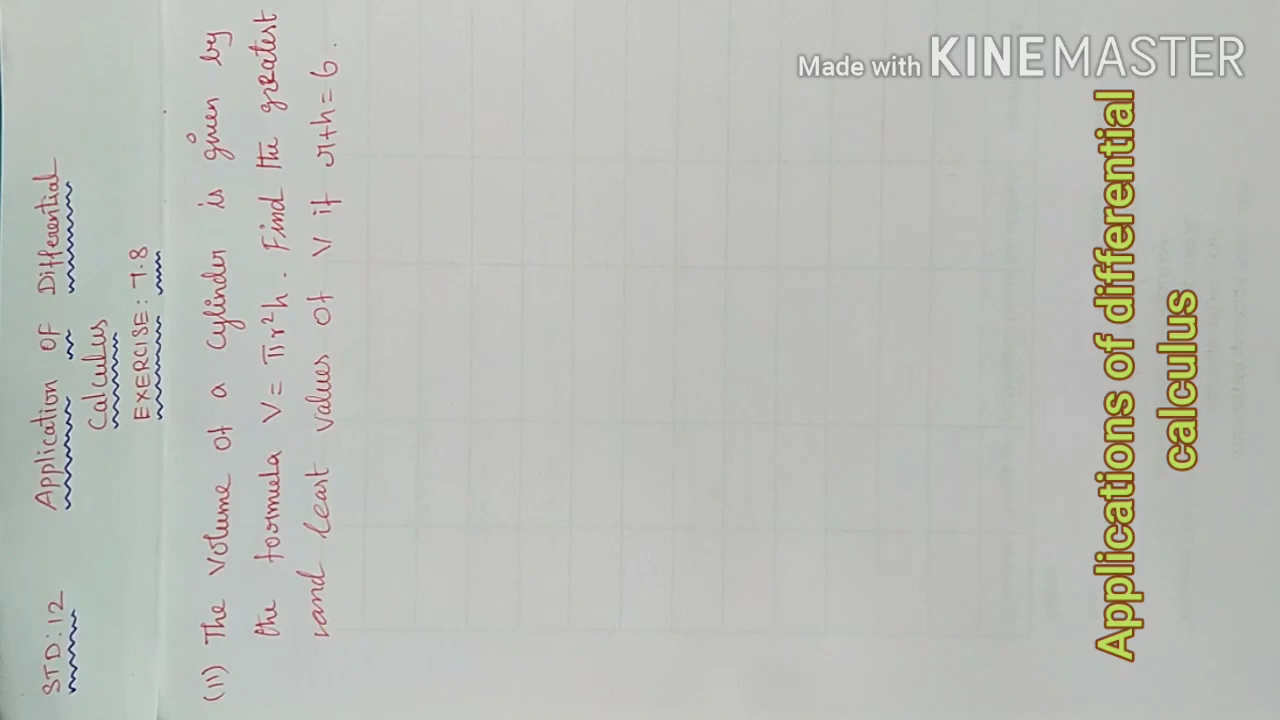 STD:12 Application of Differential
Calculus
EXERCISE: 7.8
(11) The volume of a cylinder is given by
the formula V = πr²h. Find the greatest
and least values of V if r+h=6.
Made with KINEMASTER
Applications of differential
calculus